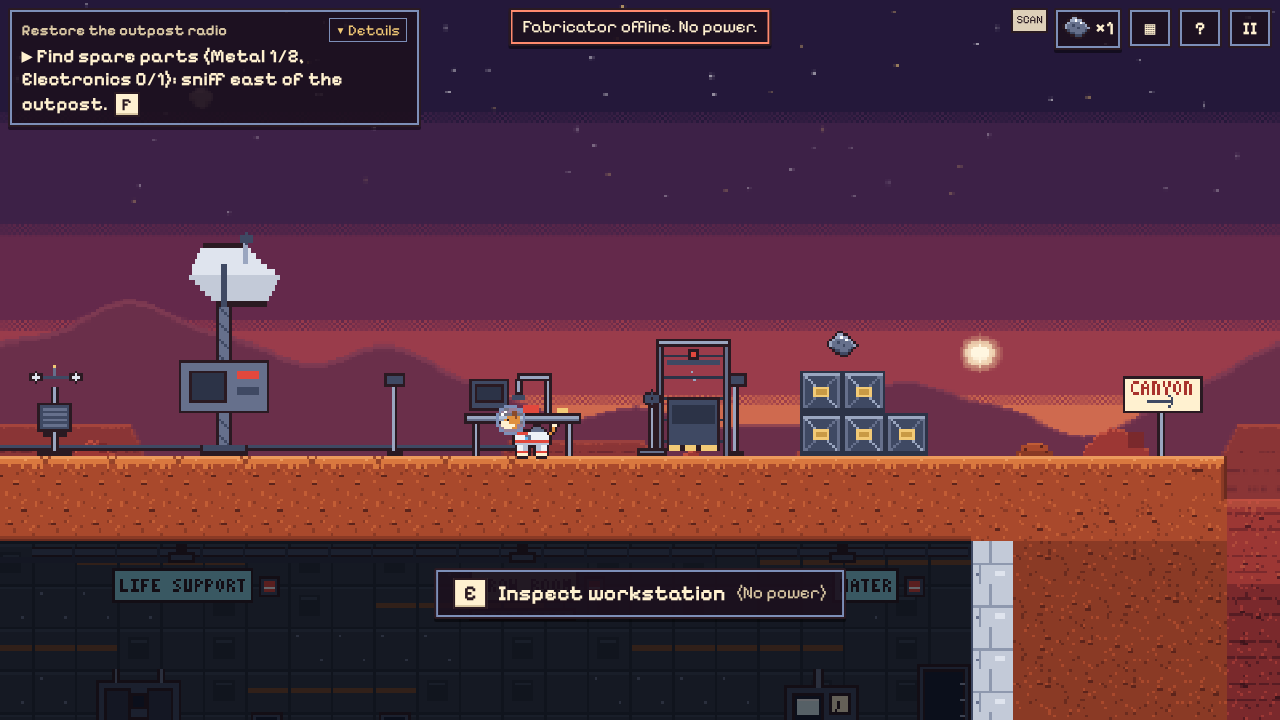 Restore the outpost radio
▾ Details
▶ Find spare parts (Metal 1/8,
Electronics 0/1): sniff east of the
outpost. F
Fabricator offline. No power.
SCAN
×1
?
II
CANYON
LIFE SUPPORT
E Inspect workstation (No power)